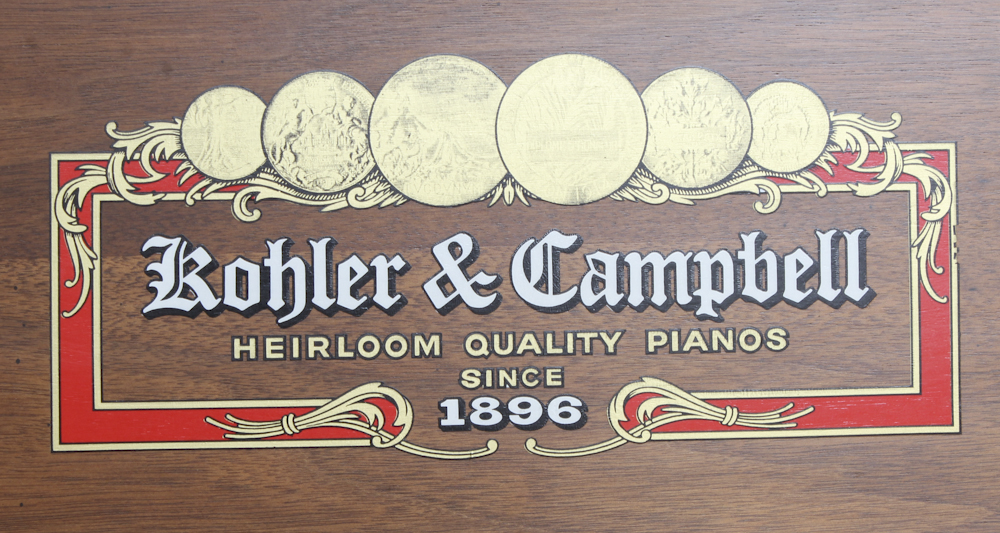 Kohler & Campbell
HEIRLOOM QUALITY PIANOS
SINCE
1896